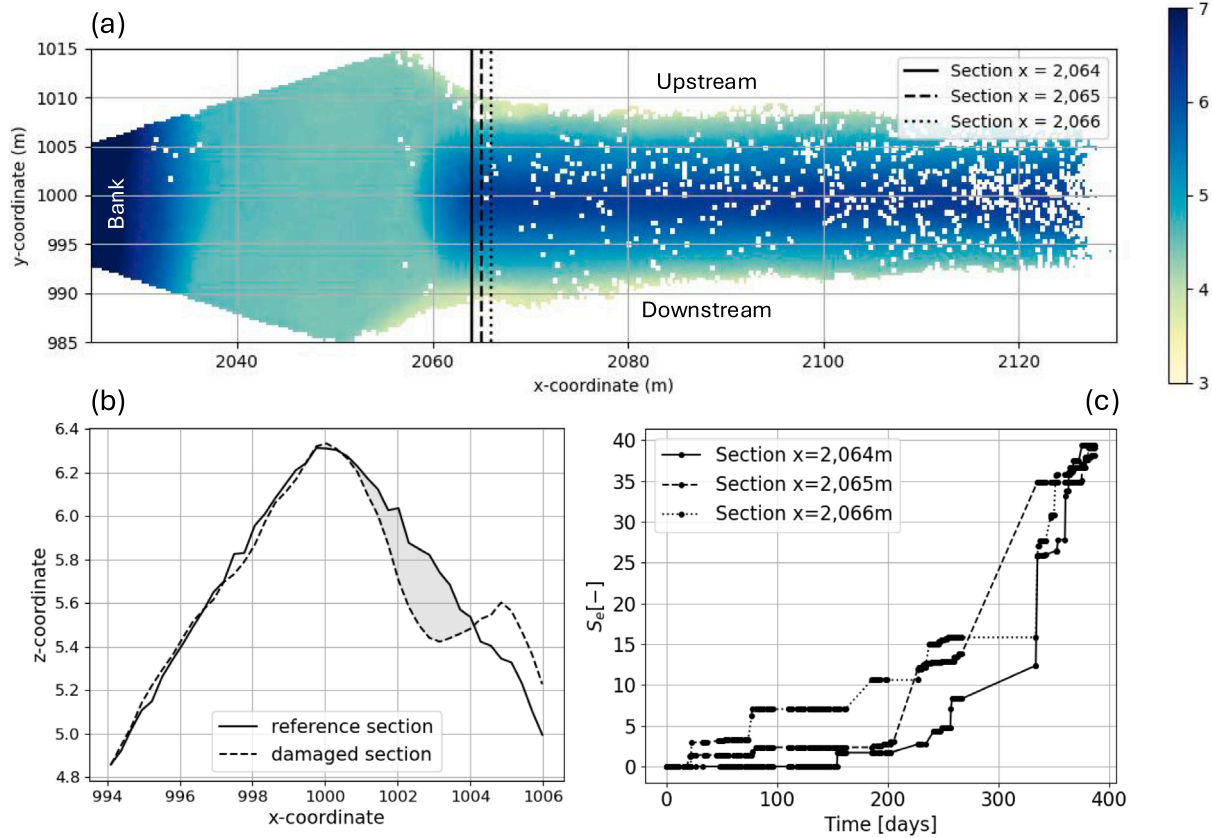 (a)
7
6
5
4
3
1015
1010
1005
1000
995
990
985
y-coordinate (m)
Bank
Upstream
Downstream
Section x = 2,064
Section x = 2,065
Section x = 2,066
2040 2060 2080 2100 2120
x-coordinate (m)
(b)
6.4
6.2
6.0
5.8
5.6
5.4
5.2
5.0
4.8
z-coordinate
reference section
damaged section
994 996 998 1000 1002 1004 1006
x-coordinate
(c)
40
35
30
25
20
15
10
5
0
Se[−]
Section x=2,064m
Section x=2,065m
Section x=2,066m
0 100 200 300 400
Time [days]